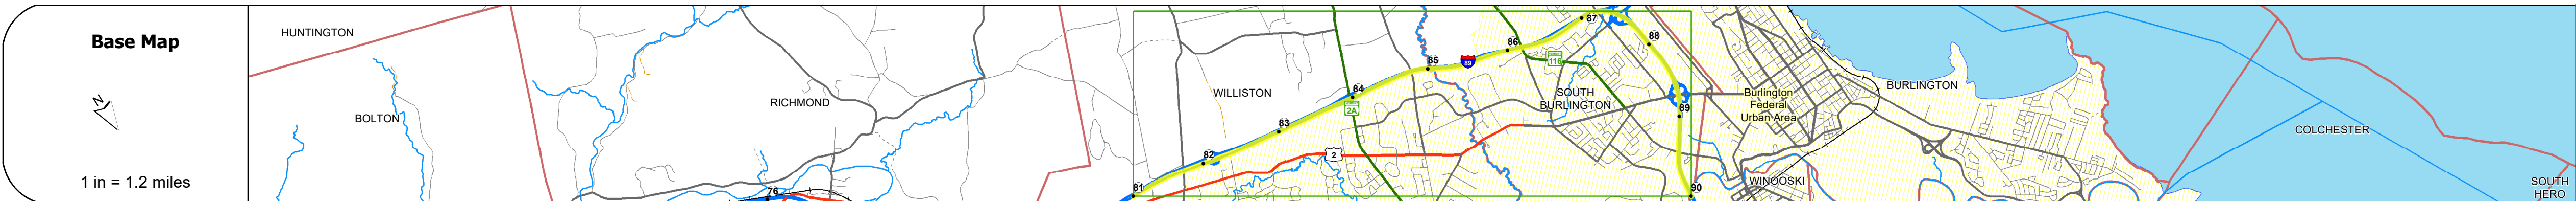 Base Map
N
1 in = 1.2 miles
HUNTINGTON
BOLTON
RICHMOND
76
WILLISTON
81
82
83
84
2A
85
89
86
116
87
88
89
90
2
SOUTH
BURLINGTON
Burlington
Federal
Urban Area
BURLINGTON
WINOOSKI
COLCHESTER
SOUTH
HERO